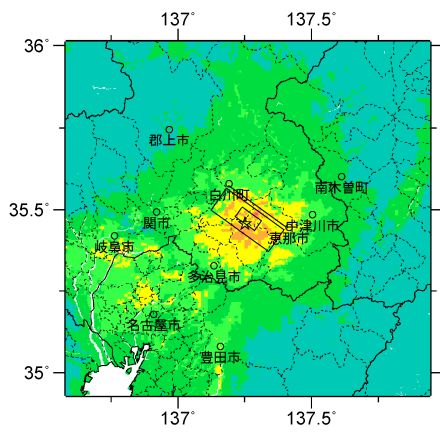 137° 137.5°
36°
郡上市
白川町
南木曽町
関市
中津川市
35.5°
恵那市
岐阜市
多治見市
名古屋市
豊田市
35°
137° 137.5°